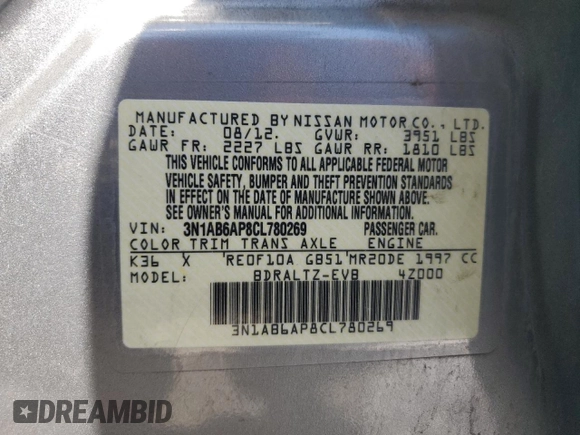 MANUFACTURED BY NISSAN MOTOR CO., LTD.
DATE: 08/12. GVWR: 3951 LBS
GAWR FR: 2227 LBS GAWR RR: 1810 LBS
THIS VEHICLE CONFORMS TO ALL APPLICABLE FEDERAL MOTOR
VEHICLE SAFETY, BUMPER AND THEFT PREVENTION STANDARDS
IN EFFECT ON THE DATE OF MANUFACTURE SHOWN ABOVE.
SEE OWNER'S MANUAL FOR ADDITIONAL INFORMATION.
VIN: 3N1AB6AP8CL780269 PASSENGER CAR.
COLOR TRIM TRANS AXLE ENGINE
K36 X 'RE0F10A GB51'MR20DE 1997 CC
MODEL: BDRALTZ-EVB 4Z000
3N1AB6AP8CL780269
DREAMBID